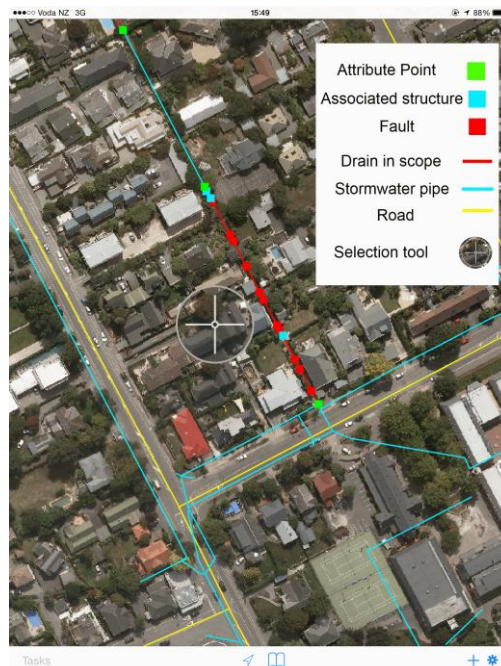 Voda NZ 3G
15:49
88%
Attribute Point
Associated structure
Fault
Drain in scope
Stormwater pipe
Road
Selection tool
Tasks